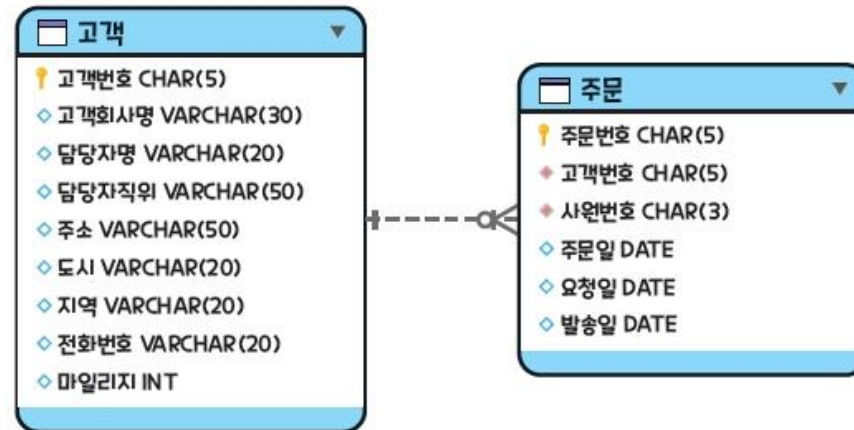 고객
고객번호 CHAR(5)
고객회사명 VARCHAR(30)
담당자명 VARCHAR(20)
담당자직위 VARCHAR(50)
주소 VARCHAR(50)
도시 VARCHAR(20)
지역 VARCHAR(20)
전화번호 VARCHAR(20)
마일리지 INT
주문
주문번호 CHAR(5)
고객번호 CHAR(5)
사원번호 CHAR(3)
주문일 DATE
요청일 DATE
발송일 DATE